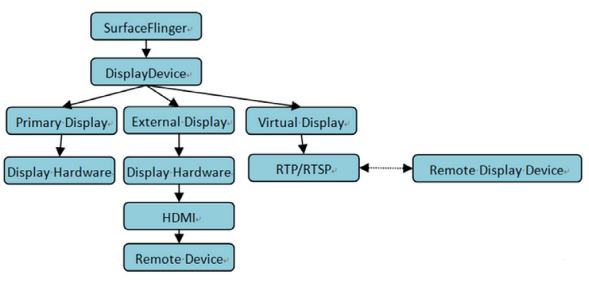 SurfaceFlinger
DisplayDevice
Primary Display
External Display
Virtual Display
Display Hardware
Display Hardware
RTP/RTSP
Remote Display Device
HDMI
Remote Device